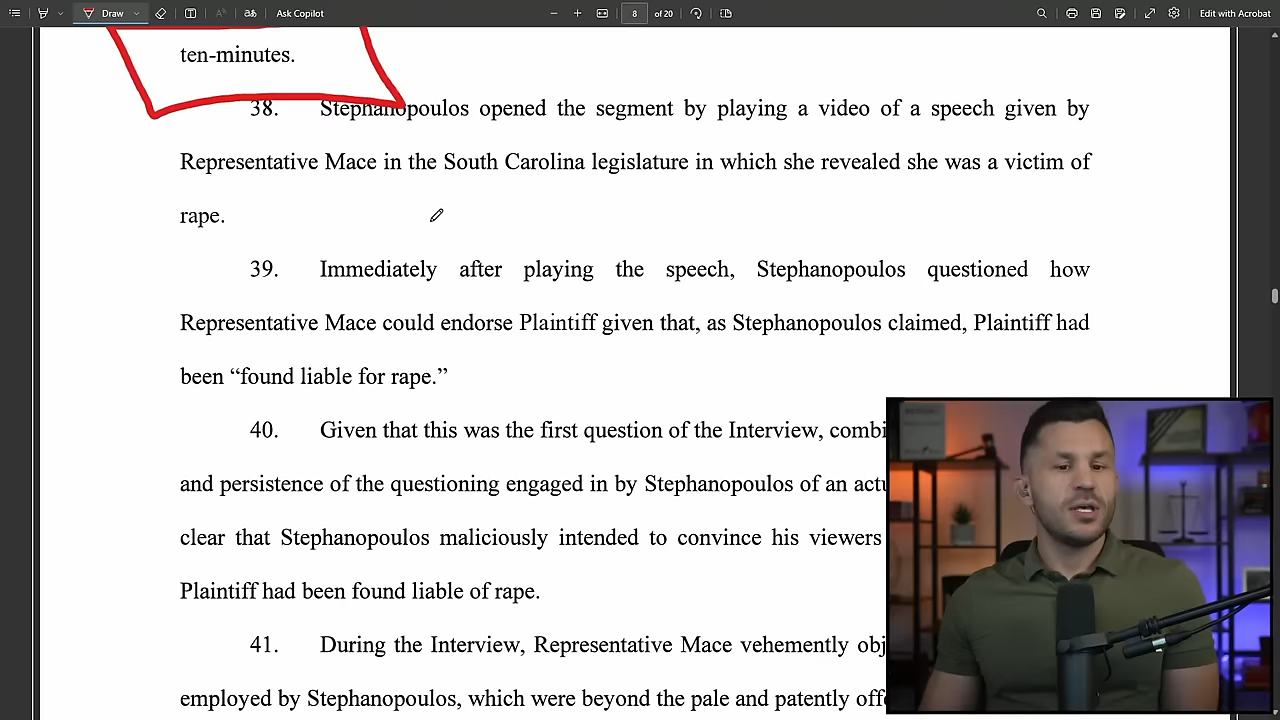 Draw
Ask Copilot
8 of 20
Edit with Acrobat
ten-minutes.
38. Stephanopoulos opened the segment by playing a video of a speech given by
Representative Mace in the South Carolina legislature in which she revealed she was a victim of
rape.
39. Immediately after playing the speech, Stephanopoulos questioned how
Representative Mace could endorse Plaintiff given that, as Stephanopoulos claimed, Plaintiff had
been “found liable for rape.”
40. Given that this was the first question of the Interview, combi
and persistence of the questioning engaged in by Stephanopoulos of an actu
clear that Stephanopoulos maliciously intended to convince his viewers
Plaintiff had been found liable of rape.
41. During the Interview, Representative Mace vehemently obj
employed by Stephanopoulos, which were beyond the pale and patently offe